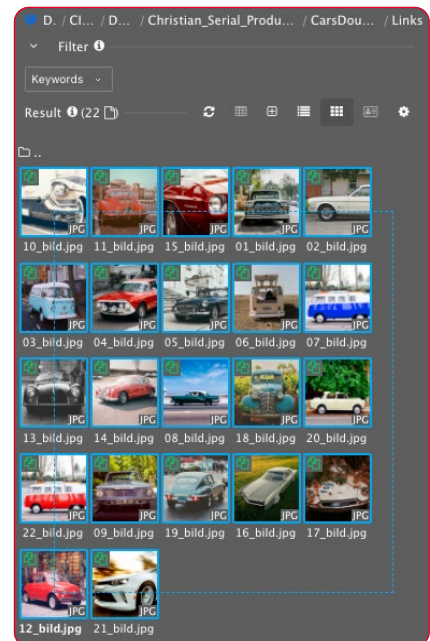 D. / Cl... / D... / Christian_Serial_Produ... / CarsDou... / Links
Filter
Keywords
Result (22)
..
JPG JPG JPG JPG JPG
10_bild.jpg 11_bild.jpg 15_bild.jpg 01_bild.jpg 02_bild.jpg
JPG JPG JPG JPG JPG
03_bild.jpg 04_bild.jpg 05_bild.jpg 06_bild.jpg 07_bild.jpg
JPG JPG JPG JPG JPG
13_bild.jpg 14_bild.jpg 08_bild.jpg 18_bild.jpg 20_bild.jpg
JPG JPG JPG JPG JPG
22_bild.jpg 09_bild.jpg 19_bild.jpg 16_bild.jpg 17_bild.jpg
JPG JPG
12_bild.jpg 21_bild.jpg